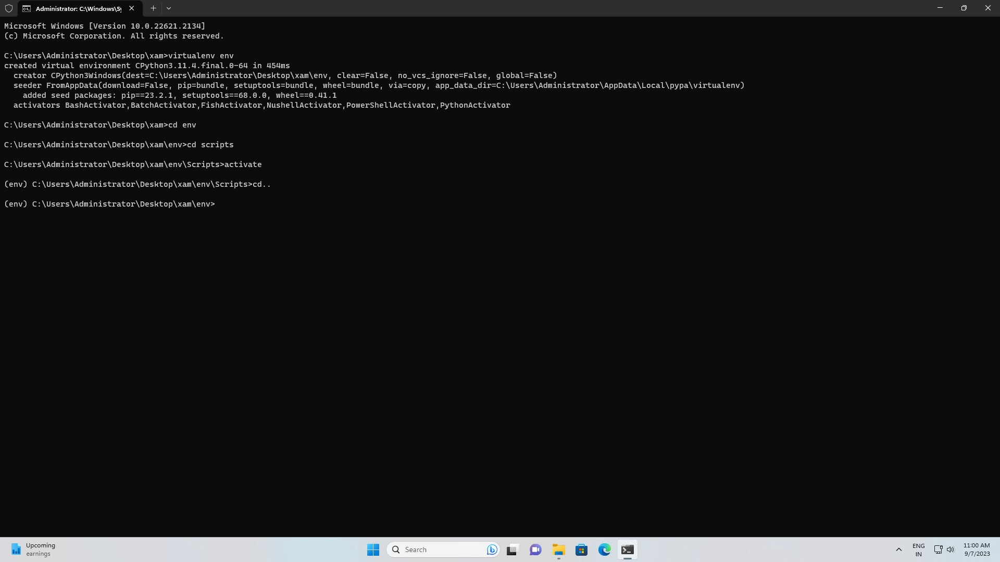 Administrator: C:\Windows\Sy
Microsoft Windows [Version 10.0.22621.2134]
(c) Microsoft Corporation. All rights reserved.
C:\Users\Administrator\Desktop\xam>virtualenv env
created virtual environment CPython3.11.4.final.0-64 in 454ms
creator CPython3Windows(dest=C:\Users\Administrator\Desktop\xam\env, clear=False, no_vcs_ignore=False, global=False)
seeder FromAppData(download=False, pip=bundle, setuptools=bundle, wheel=bundle, via=copy, app_data_dir=C:\Users\Administrator\AppData\Local\pypa\virtualenv)
added seed packages: pip==23.2.1, setuptools==68.0.0, wheel==0.41.1
activators BashActivator,BatchActivator,FishActivator,NushellActivator,PowerShellActivator,PythonActivator
C:\Users\Administrator\Desktop\xam>cd env
C:\Users\Administrator\Desktop\xam\env>cd scripts
C:\Users\Administrator\Desktop\xam\env\Scripts>activate
(env) C:\Users\Administrator\Desktop\xam\env\Scripts>cd..
(env) C:\Users\Administrator\Desktop\xam\env>
Upcoming
earnings
Search
ENG
IN
11:00 AM
9/7/2023